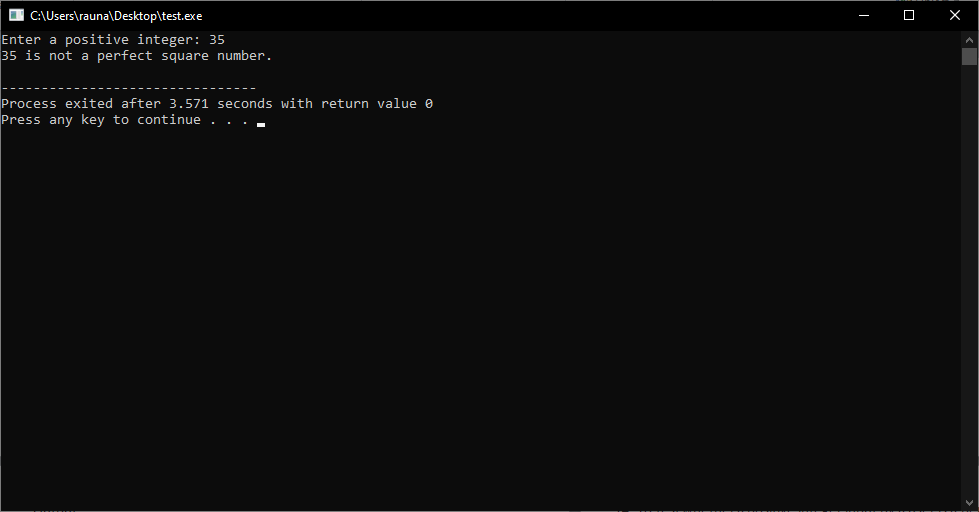 C:\Users\rauna\Desktop\test.exe
Enter a positive integer: 35
35 is not a perfect square number.
--------------------------------
Process exited after 3.571 seconds with return value 0
Press any key to continue . . .